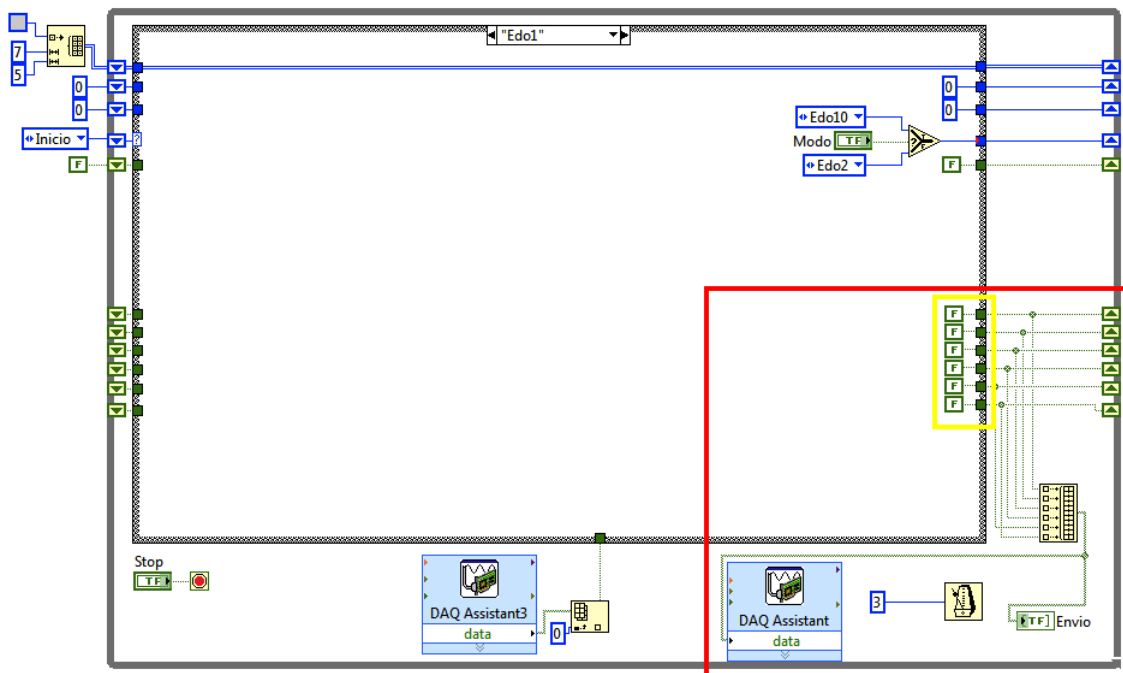 "Edo1"
7
5
0
0
0
0
Inicio
Edo10
Modo TF
Edo2
F
F
F
F
F
F
F
F
Stop
TF
DAQ Assistant3
data
0
DAQ Assistant
data
3
TF Envio